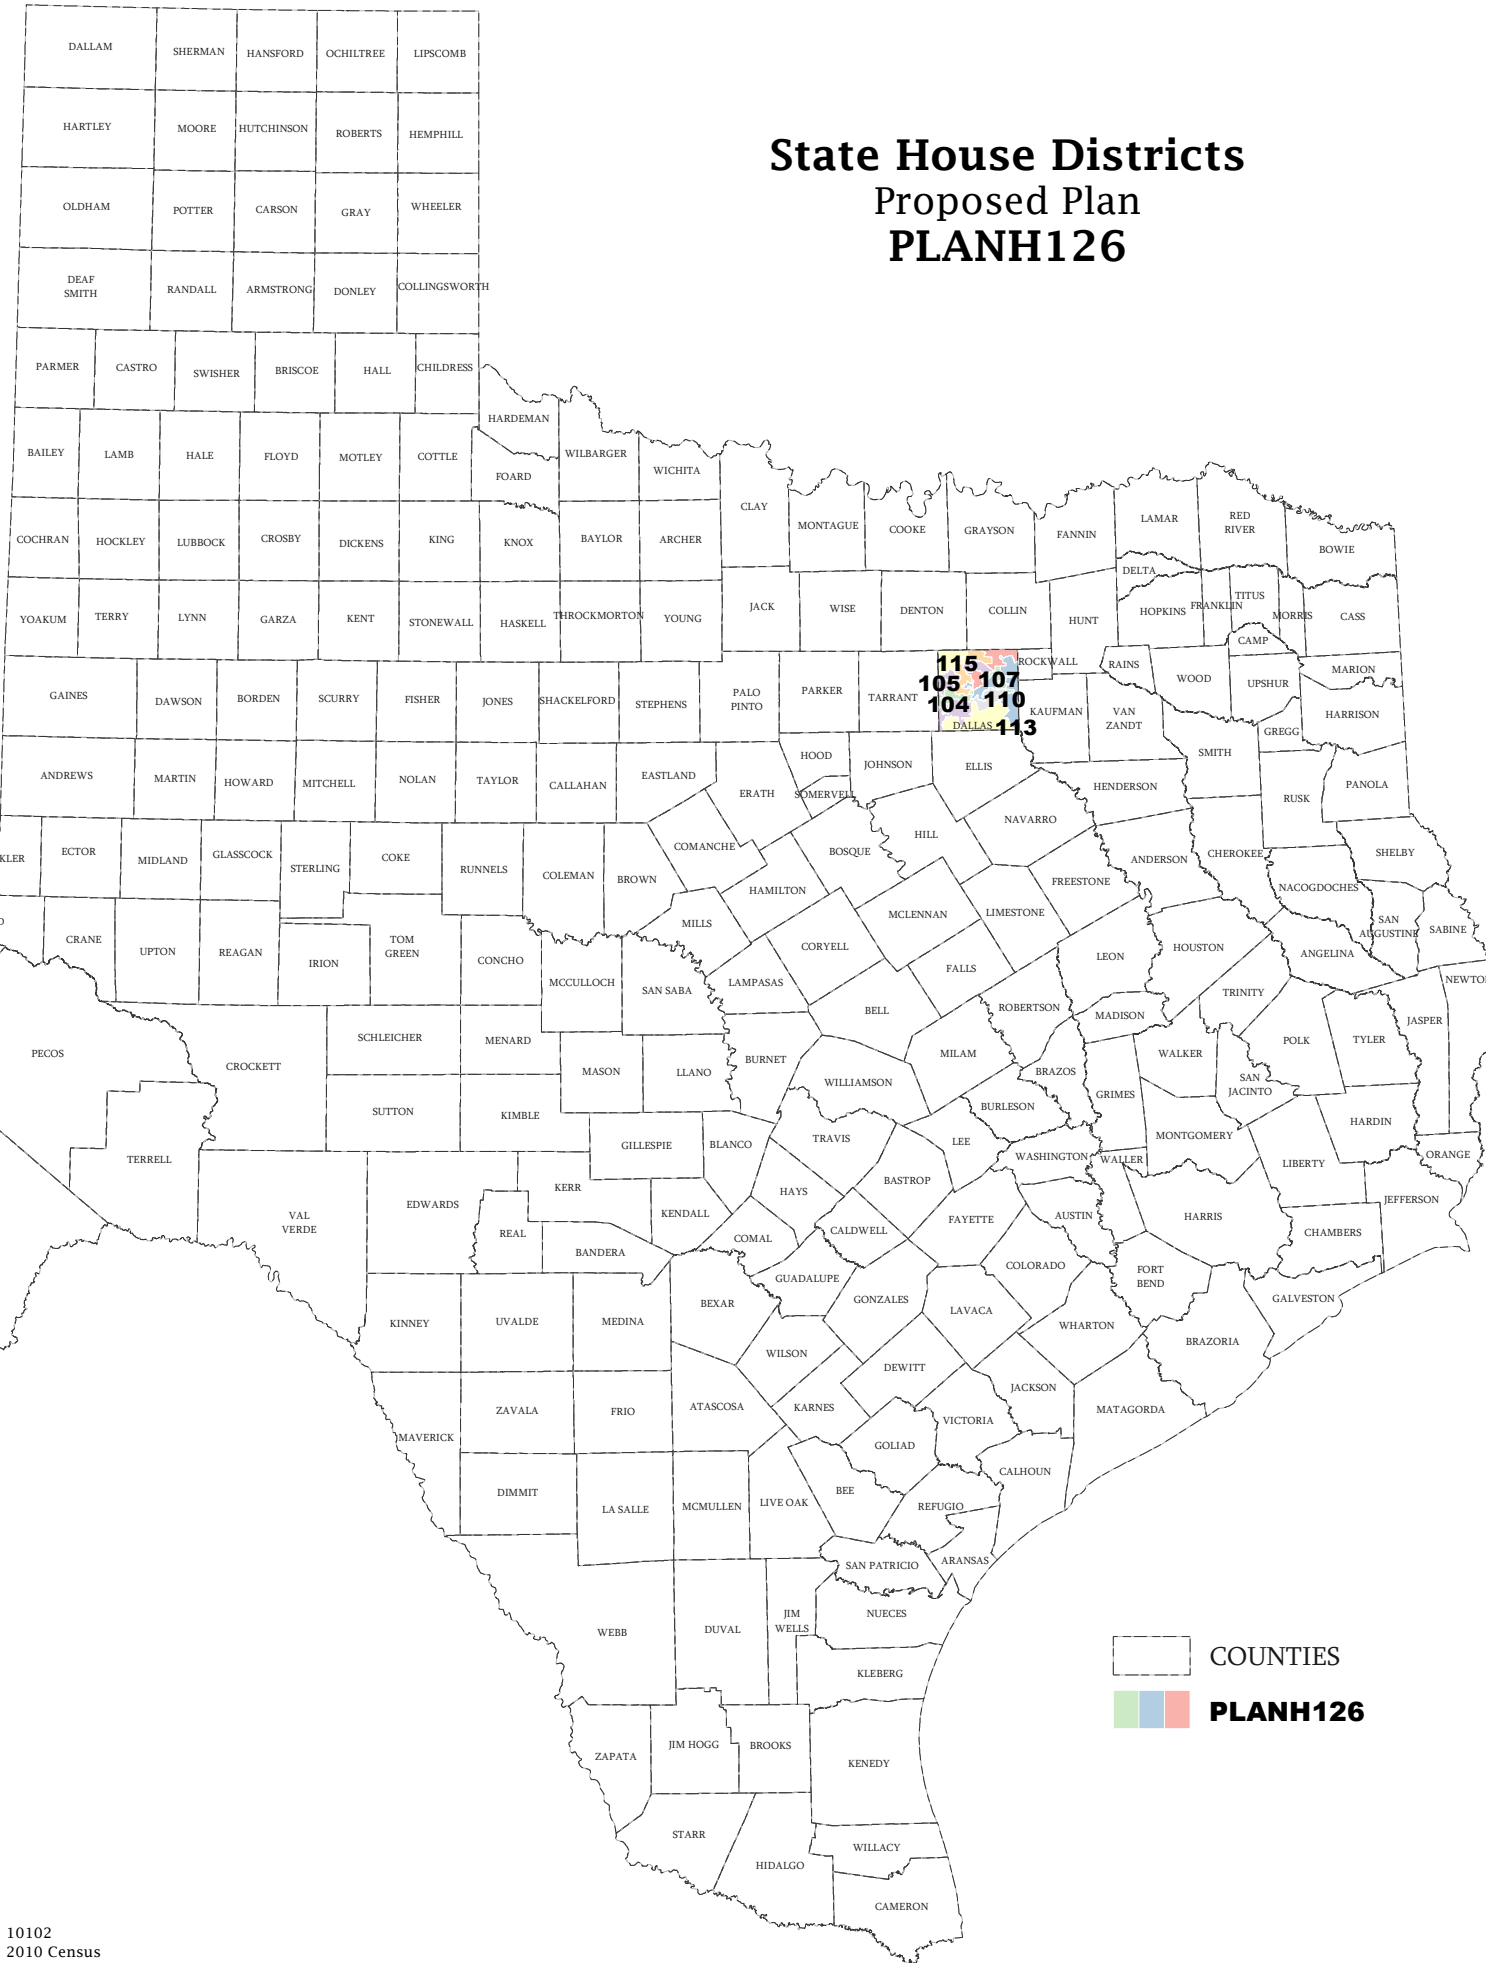 State House Districts
Proposed Plan
PLANH126
DALLAM
SHERMAN
HANSFORD
OCHILTREE
LIPSCOMB
HARTLEY
MOORE
HUTCHINSON
ROBERTS
HEMPHILL
OLDHAM
POTTER
CARSON
GRAY
WHEELER
DEAF
SMITH
RANDALL
ARMSTRONG
DONLEY
COLLINGSWORTH
PARMER
CASTRO
SWISHER
BRISCOE
HALL
CHILDRESS
HARDEMAN
BAILEY
LAMB
HALE
FLOYD
MOTLEY
COTTLE
FOARD
WILBARGER
WICHITA
CLAY
MONTAGUE
COOKE
GRAYSON
FANNIN
LAMAR
RED
RIVER
BOWIE
COCHRAN
HOCKLEY
LUBBOCK
CROSBY
DICKENS
KING
KNOX
BAYLOR
ARCHER
DELTA
YOAKUM
TERRY
LYNN
GARZA
KENT
STONEWALL
HASKELL
THROCKMORTON
YOUNG
JACK
WISE
DENTON
COLLIN
HUNT
HOPKINS
FRANKLIN
TITUS
MORRIS
CASS
CAMP
GAINES
DAWSON
BORDEN
SCURRY
FISHER
JONES
SHACKELFORD
STEPHENS
PALO
PINTO
PARKER
TARRANT
115
105
107
104
110
DALLAS
113
ROCKWALL
KAUFMAN
RAINS
VAN
ZANDT
WOOD
UPSHUR
MARION
HARRISON
GREGG
SMITH
ANDREWS
MARTIN
HOWARD
MITCHELL
NOLAN
TAYLOR
CALLAHAN
EASTLAND
ERATH
HOOD
SOMERVELL
JOHNSON
ELLIS
HENDERSON
RUSK
PANOLA
KLER
ECTOR
MIDLAND
GLASSCOCK
STERLING
COKE
RUNNELS
COLEMAN
BROWN
COMANCHE
BOSQUE
HILL
NAVARRO
ANDERSON
CHEROKEE
SHELBY
NACOGDOCHES
HAMILTON
FREESTONE
CRANE
UPTON
REAGAN
IRION
TOM
GREEN
CONCHO
MCCULLOCH
SAN SABA
MILLS
LAMPASAS
CORYELL
MCLENNAN
LIMESTONE
FALLS
LEON
HOUSTON
ANGELINA
SAN
AUGUSTINE
SABINE
NEWTO
TRINITY
PECOS
CROCKETT
SCHLEICHER
MENARD
MASON
LLANO
BURNET
BELL
MILAM
ROBERTSON
MADISON
WALKER
POLK
TYLER
JASPER
WILLIAMSON
BRAZOS
GRIMES
SAN
JACINTO
SUTTON
KIMBLE
BURLESON
HARDIN
TERRELL
GILLESPIE
BLANCO
TRAVIS
LEE
WASHINGTON
WALLER
MONTGOMERY
LIBERTY
ORANGE
JEFFERSON
VAL
VERDE
EDWARDS
KERR
REAL
BANDERA
KENDALL
HAYS
COMAL
BASTROP
CALDWELL
FAYETTE
AUSTIN
HARRIS
CHAMBERS
COLORADO
FORT
BEND
GALVESTON
KINNEY
UVALDE
MEDINA
BEXAR
GUADALUPE
GONZALES
LAVACA
WHARTON
BRAZORIA
WILSON
DEWITT
JACKSON
MATAGORDA
MAVERICK
ZAVALA
FRIO
ATASCOSA
KARNES
VICTORIA
GOLIAD
CALHOUN
DIMMIT
LA SALLE
MCMULLEN
LIVE OAK
BEE
REFUGIO
SAN PATRICIO
ARANSAS
WEBB
DUVAL
JIM
WELLS
NUECES
KLEBERG
ZAPATA
JIM HOGG
BROOKS
KENEDY
STARR
HIDALGO
WILLACY
CAMERON
COUNTIES
PLANH126
10102
2010 Census